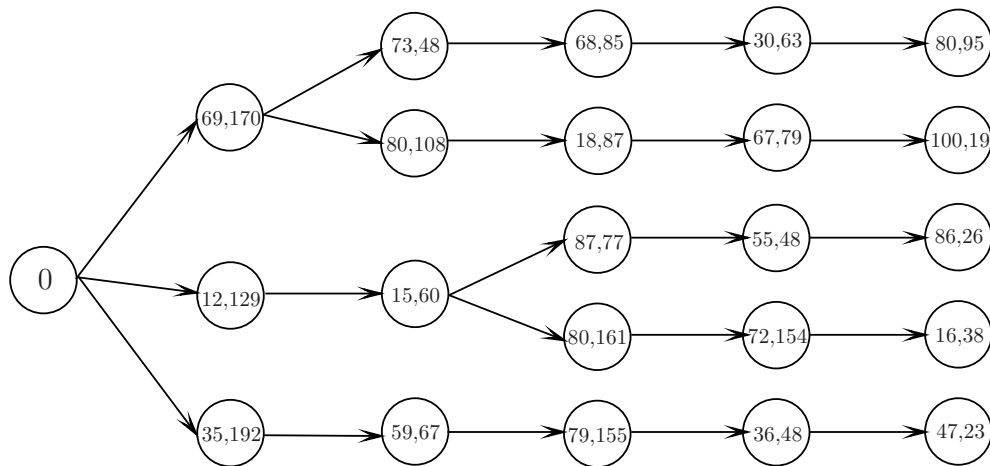 73,48 68,85 30,63 80,95
69,170
80,108 18,87 67,79 100,19
87,77 55,48 86,26
0
12,129 15,60
80,161 72,154 16,38
35,192 59,67 79,155 36,48 47,23